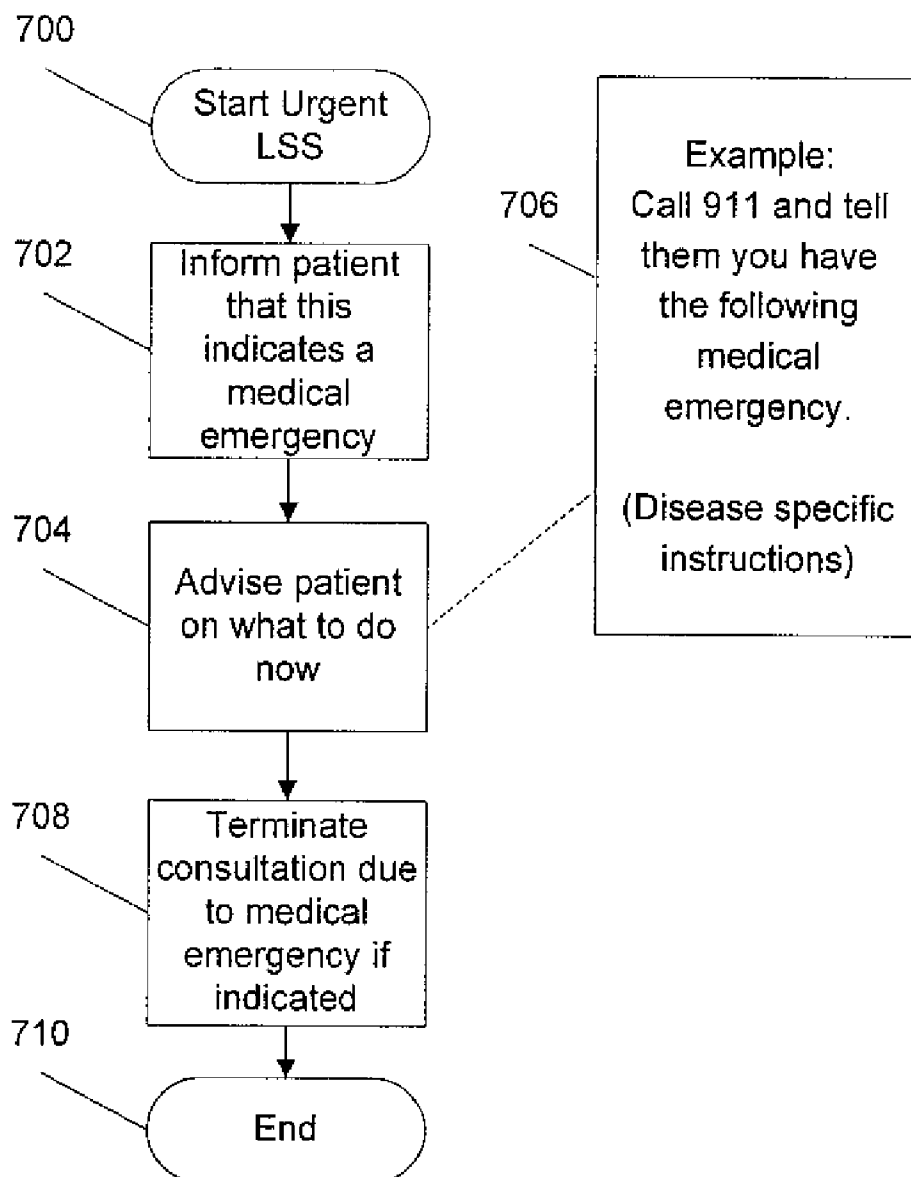 700
Start Urgent
LSS
702
Inform patient
that this
indicates a
medical
emergency
704
Advise patient
on what to do
now
706
Example:
Call 911 and tell
them you have
the following
medical
emergency.
(Disease specific
instructions)
708
Terminate
consultation due
to medical
emergency if
indicated
710
End